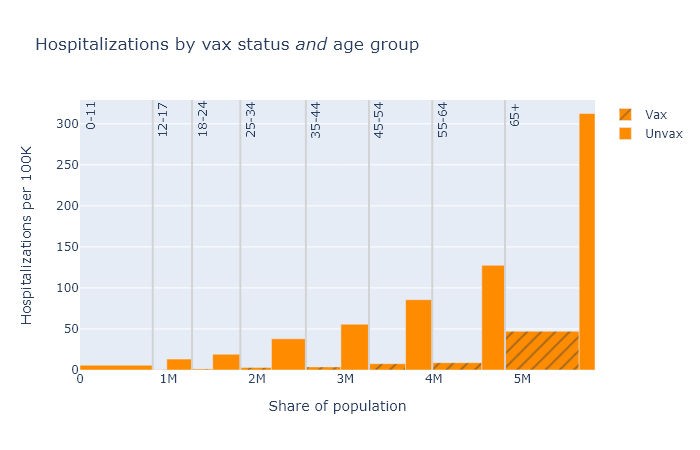 Hospitalizations by vax status and age group
0-11
12-17
18-24
25-34
35-44
45-54
55-64
65+
Vax
Unvax
Hospitalizations per 100K
300
250
200
150
100
50
0
0
1M
2M
3M
4M
5M
Share of population